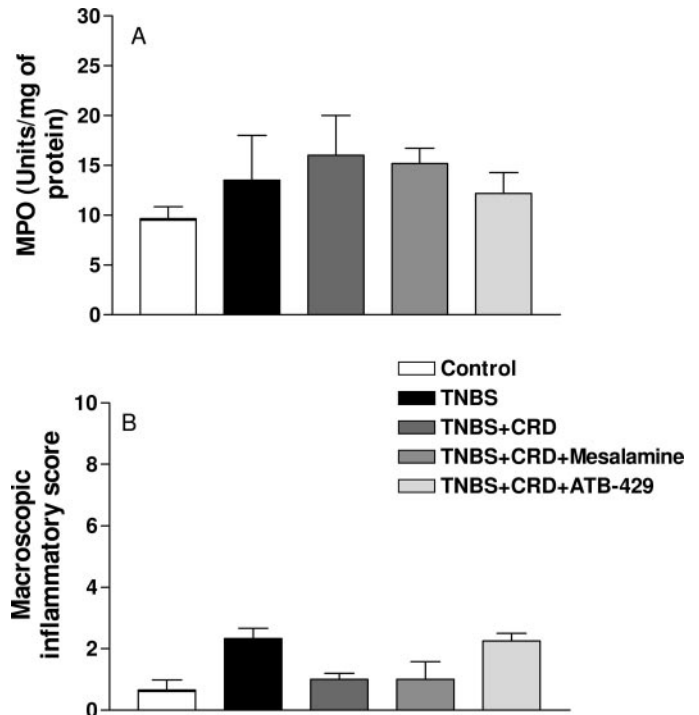 A
MPO (Units/mg of
protein)
30
25
20
15
10
5
0
Control
TNBS
TNBS+CRD
TNBS+CRD+Mesalamine
TNBS+CRD+ATB-429
B
Macroscopic
inflammatory score
10
8
6
4
2
0